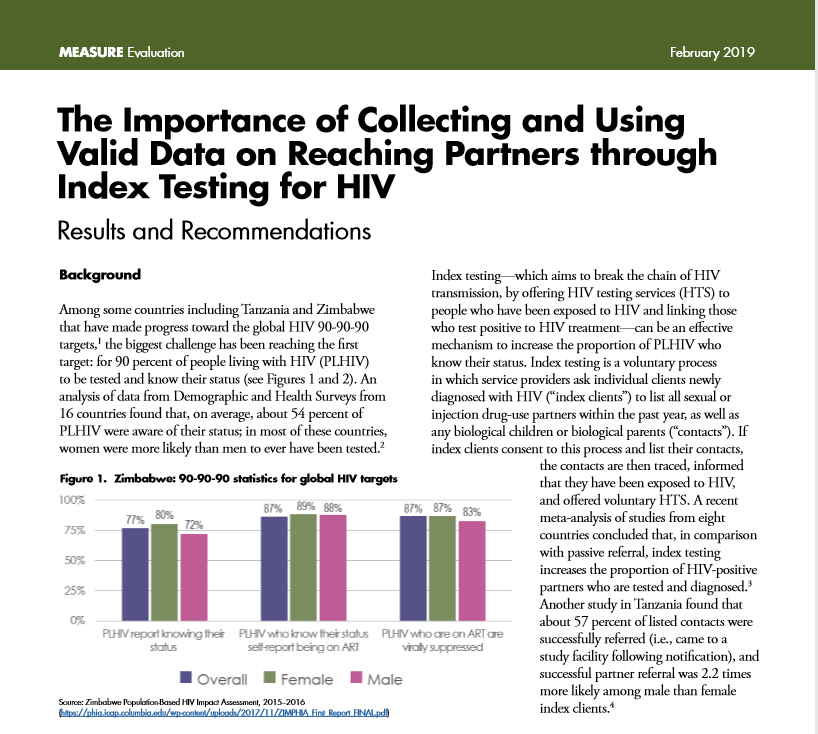 MEASURE Evaluation
February 2019
The Importance of Collecting and Using
Valid Data on Reaching Partners through
Index Testing for HIV
Results and Recommendations
Background
Among some countries including Tanzania and Zimbabwe
that have made progress toward the global HIV 90-90-90
targets,¹ the biggest challenge has been reaching the first
target: for 90 percent of people living with HIV (PLHIV)
to be tested and know their status (see Figures 1 and 2). An
analysis of data from Demographic and Health Surveys from
16 countries found that, on average, about 54 percent of
PLHIV were aware of their status; in most of these countries,
women were more likely than men to ever have been tested.²
Figure 1. Zimbabwe: 90-90-90 statistics for global HIV targets
100%
75%
50%
25%
0%
77%
80%
72%
87%
89%
88%
87%
87%
83%
PLHIV report knowing their
status
PLHIV who know their status
self-report being on ART
PLHIV who are on ART are
virally suppressed
Overall
Female
Male
Source: Zimbabwe Population-Based HIV Impact Assessment, 2015–2016
(https://phia.icap.columbia.edu/wp-content/uploads/2017/11/ZIMPHIA_First_Report_FINAL.pdf)
Index testing—which aims to break the chain of HIV
transmission, by offering HIV testing services (HTS) to
people who have been exposed to HIV and linking those
who test positive to HIV treatment—can be an effective
mechanism to increase the proportion of PLHIV who
know their status. Index testing is a voluntary process
in which service providers ask individual clients newly
diagnosed with HIV (“index clients”) to list all sexual or
injection drug-use partners within the past year, as well as
any biological children or biological parents (“contacts”). If
index clients consent to this process and list their contacts,
the contacts are then traced, informed
that they have been exposed to HIV,
and offered voluntary HTS. A recent
meta-analysis of studies from eight
countries concluded that, in comparison
with passive referral, index testing
increases the proportion of HIV-positive
partners who are tested and diagnosed.³
Another study in Tanzania found that
about 57 percent of listed contacts were
successfully referred (i.e., came to a
study facility following notification), and
successful partner referral was 2.2 times
more likely among male than female
index clients.⁴